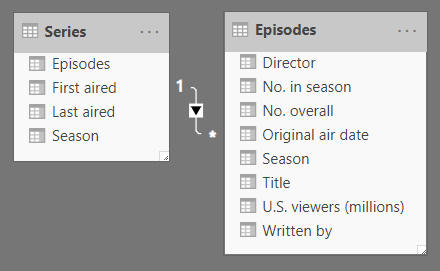 Series
Episodes
First aired
Last aired
Season
1
*
Episodes
Director
No. in season
No. overall
Original air date
Season
Title
U.S. viewers (millions)
Written by